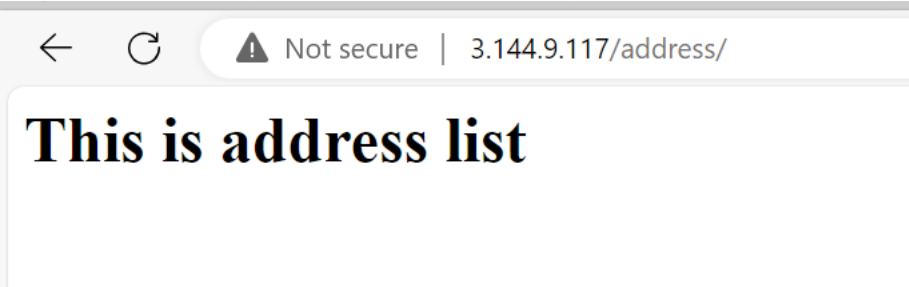 Not secure | 3.144.9.117/address/
This is address list